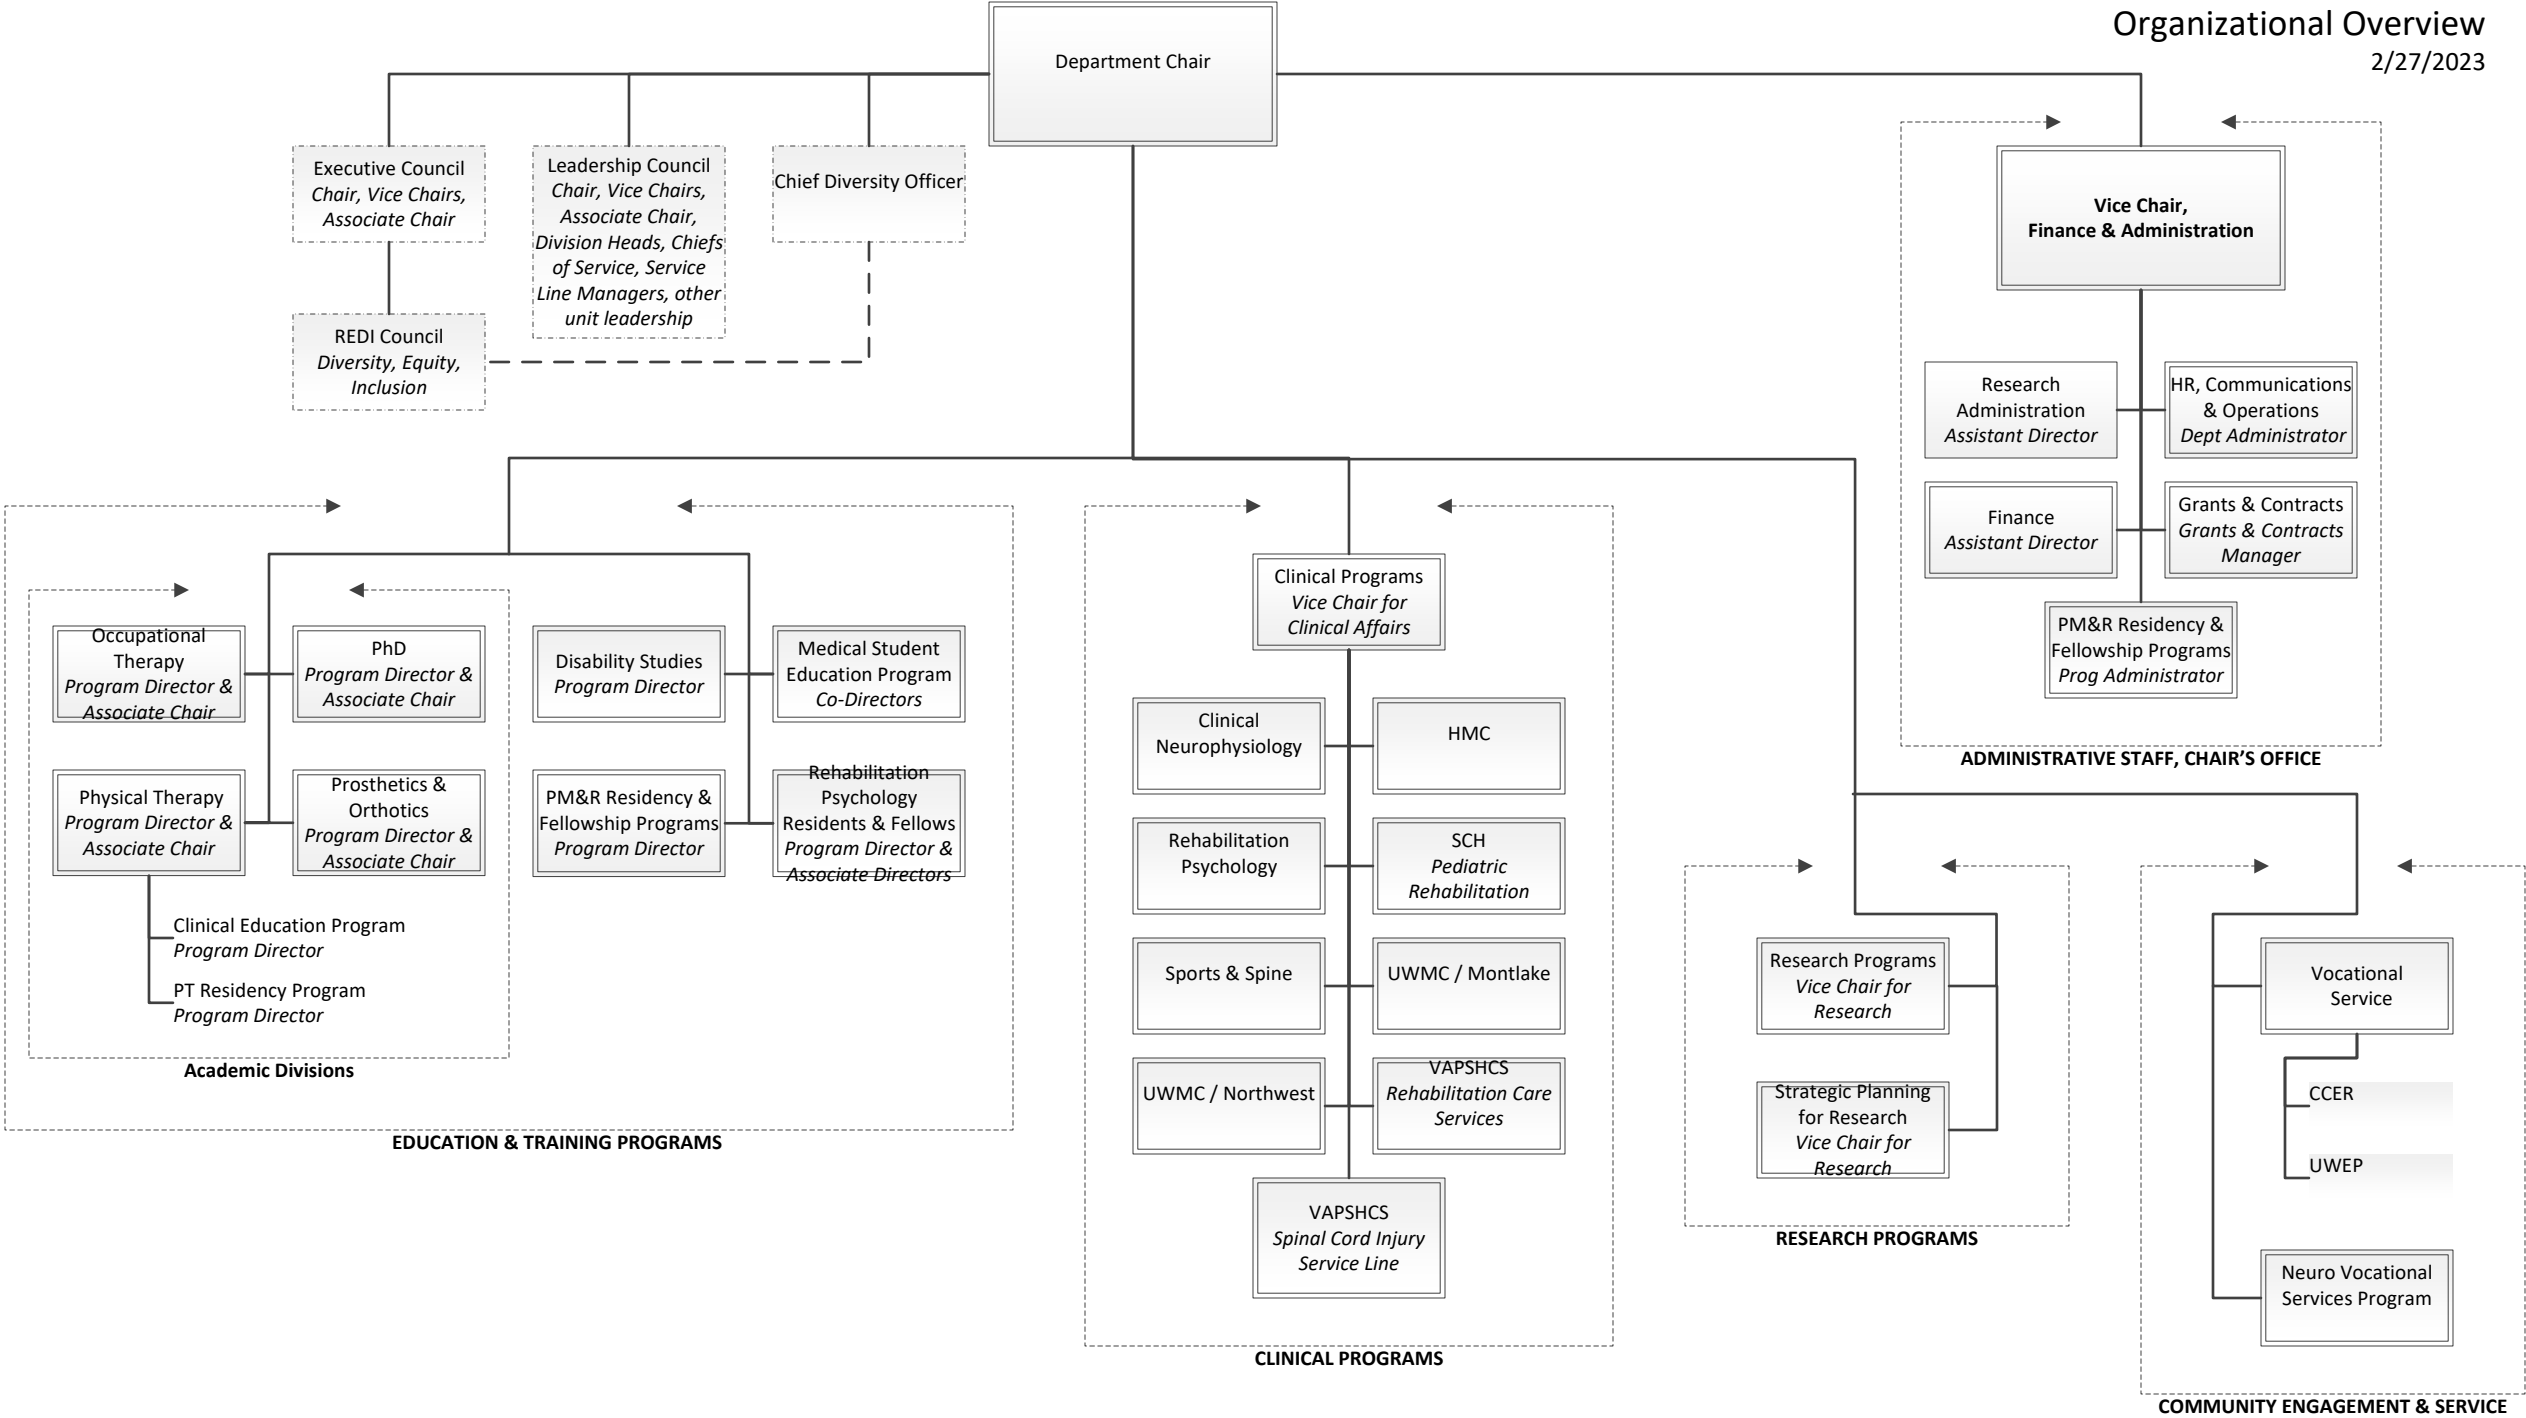 Organizational Overview
2/27/2023
Department Chair
Executive Council
Chair, Vice Chairs,
Associate Chair
Leadership Council
Chair, Vice Chairs,
Associate Chair,
Division Heads, Chiefs
of Service, Service
Line Managers, other
unit leadership
Chief Diversity Officer
REDI Council
Diversity, Equity,
Inclusion
Vice Chair,
Finance & Administration
Research
Administration
Assistant Director
HR, Communications
& Operations
Dept Administrator
Finance
Assistant Director
Grants & Contracts
Grants & Contracts
Manager
PM&R Residency &
Fellowship Programs
Prog Administrator
ADMINISTRATIVE STAFF, CHAIR’S OFFICE
Occupational
Therapy
Program Director &
Associate Chair
PhD
Program Director &
Associate Chair
Physical Therapy
Program Director &
Associate Chair
Prosthetics &
Orthotics
Program Director &
Associate Chair
Clinical Education Program
Program Director
PT Residency Program
Program Director
Academic Divisions
Disability Studies
Program Director
Medical Student
Education Program
Co-Directors
PM&R Residency &
Fellowship Programs
Program Director
Rehabilitation
Psychology
Residents & Fellows
Program Director &
Associate Directors
EDUCATION & TRAINING PROGRAMS
Clinical Programs
Vice Chair for
Clinical Affairs
Clinical
Neurophysiology
HMC
Rehabilitation
Psychology
SCH
Pediatric
Rehabilitation
Sports & Spine
UWMC / Montlake
UWMC / Northwest
VAPSHCS
Rehabilitation Care
Services
VAPSHCS
Spinal Cord Injury
Service Line
CLINICAL PROGRAMS
Research Programs
Vice Chair for
Research
Strategic Planning
for Research
Vice Chair for
Research
RESEARCH PROGRAMS
Vocational
Service
CCER
UWEP
Neuro Vocational
Services Program
COMMUNITY ENGAGEMENT & SERVICE